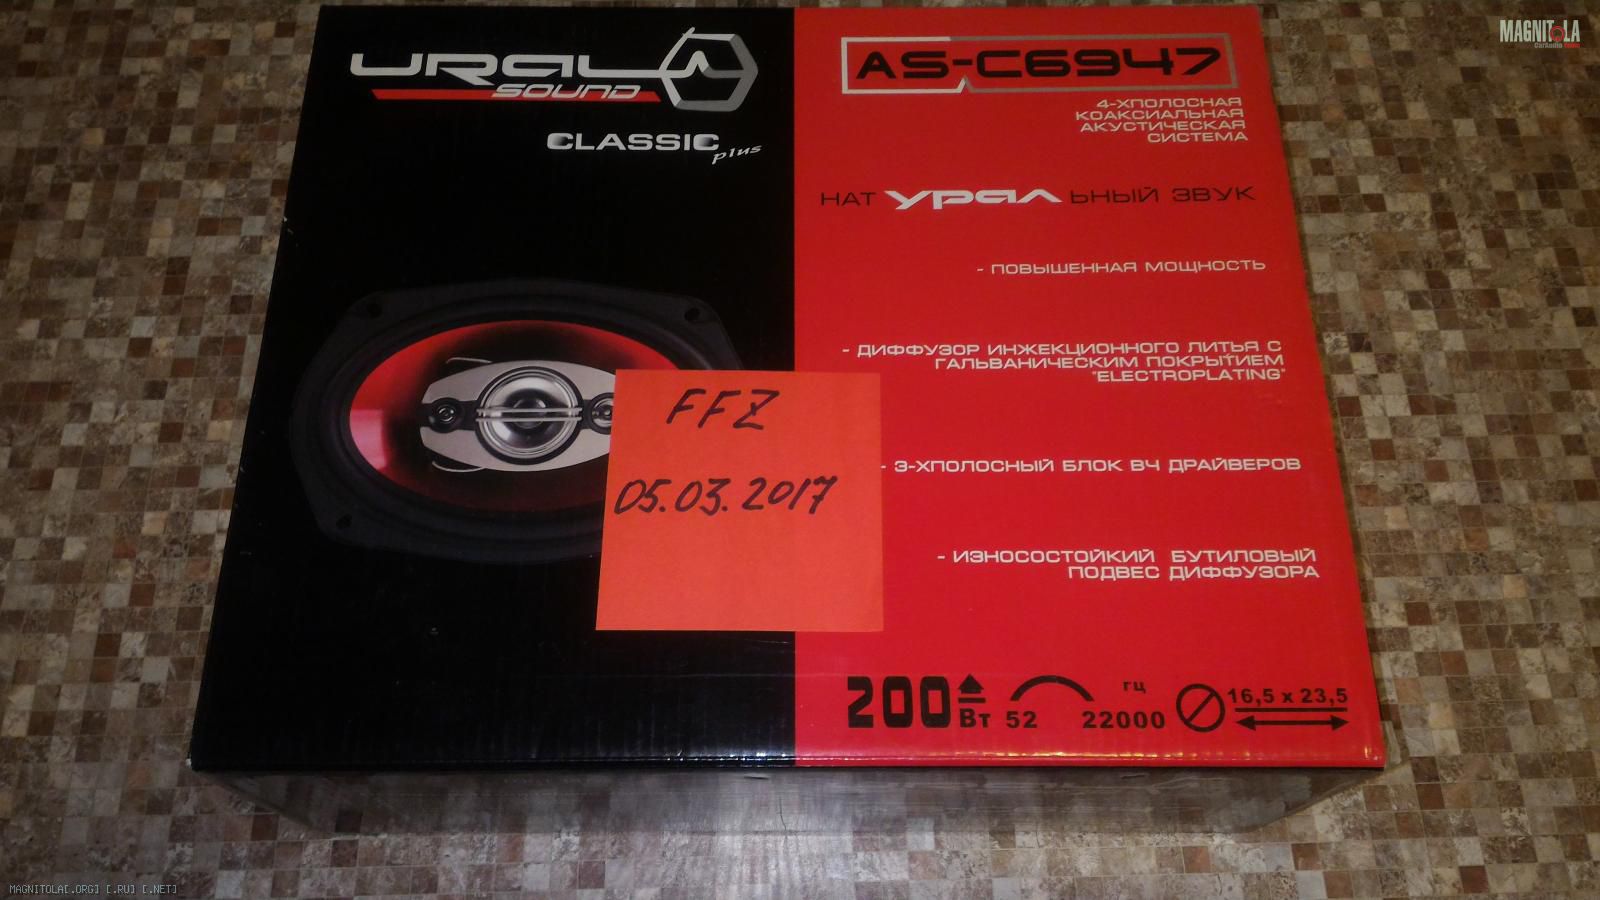 URAL
SOUND
CLASSIC plus
AS-C6947
4-ХПОЛОСНАЯ
КОАКСИАЛЬНАЯ
АКУСТИЧЕСКАЯ
СИСТЕМА
НАТ УРАЛ ЬНЫЙ ЗВУК
- ПОВЫШЕННАЯ МОЩНОСТЬ
- ДИФФУЗОР ИНЖЕКЦИОННОГО ЛИТЬЯ С
ГАЛЬВАНИЧЕСКИМ ПОКРЫТИЕМ
"ELECTROPLATING"
FFZ
05.03.2017
- 3-ХПОЛОСНЫЙ БЛОК ВЧ ДРАЙВЕРОВ
- ИЗНОСОСТОЙКИЙ БУТИЛОВЫЙ
ПОДВЕС ДИФФУЗОРА
200 Вт 52 22000 гц 16,5 x 23,5
MAGNITOLA
CarAudio
MAGNITOLA[.ORG] [.RU] [.NET]